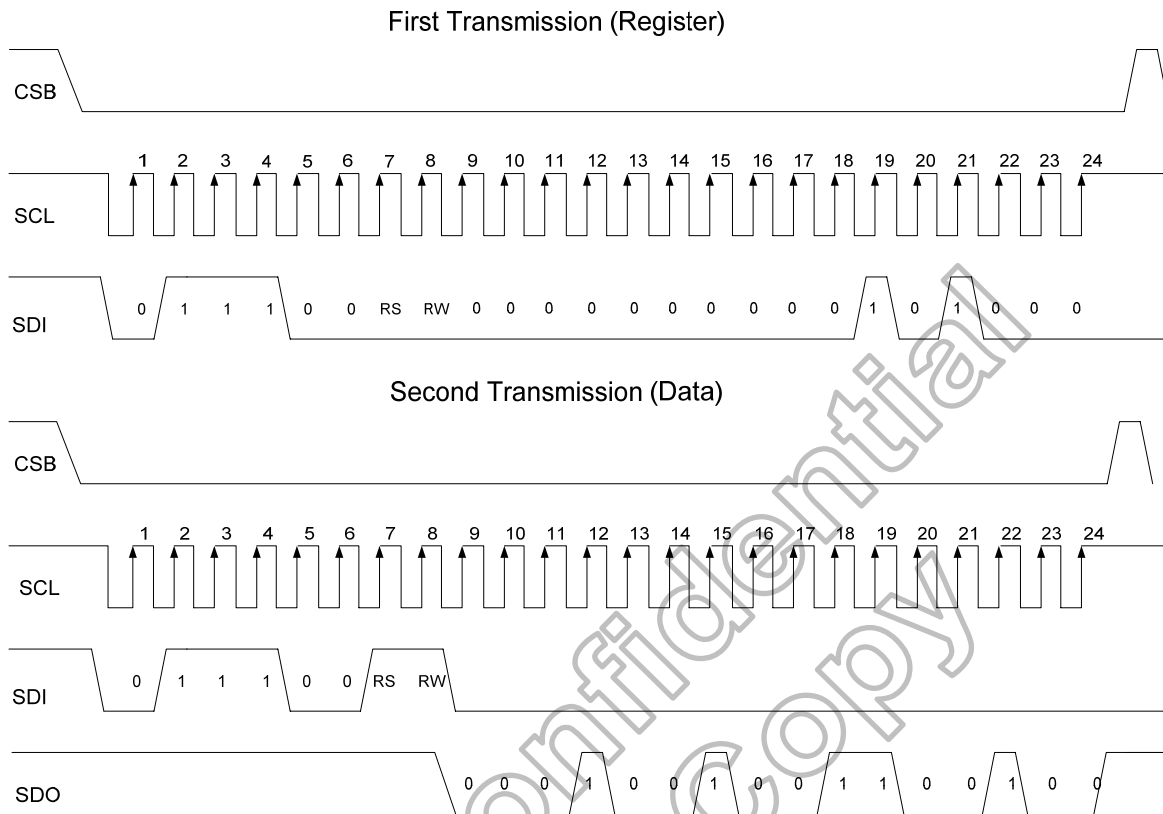 First Transmission (Register)
CSB
1 2 3 4 5 6 7 8 9 10 11 12 13 14 15 16 17 18 19 20 21 22 23 24
SCL
0 1 1 1 0 0 RS RW 0 0 0 0 0 0 0 0 0 0 1 0 1 0 0 0
SDI
Second Transmission (Data)
CSB
1 2 3 4 5 6 7 8 9 10 11 12 13 14 15 16 17 18 19 20 21 22 23 24
SCL
0 1 1 1 0 0 RS RW
SDI
0 0 0 1 0 0 1 0 0 1 1 0 0 1 0 0
SDO
onfidential
Copy